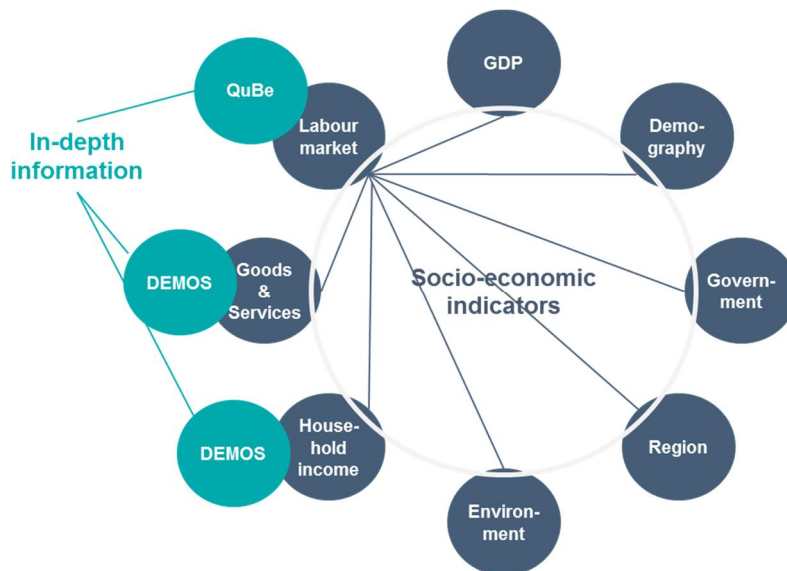 GDP
QuBe
Labour
market
Demo-
graphy
In-depth
information
DEMOS
Goods
&
Services
Socio-economic
indicators
Govern-
ment
DEMOS
House-
hold
income
Region
Environ-
ment